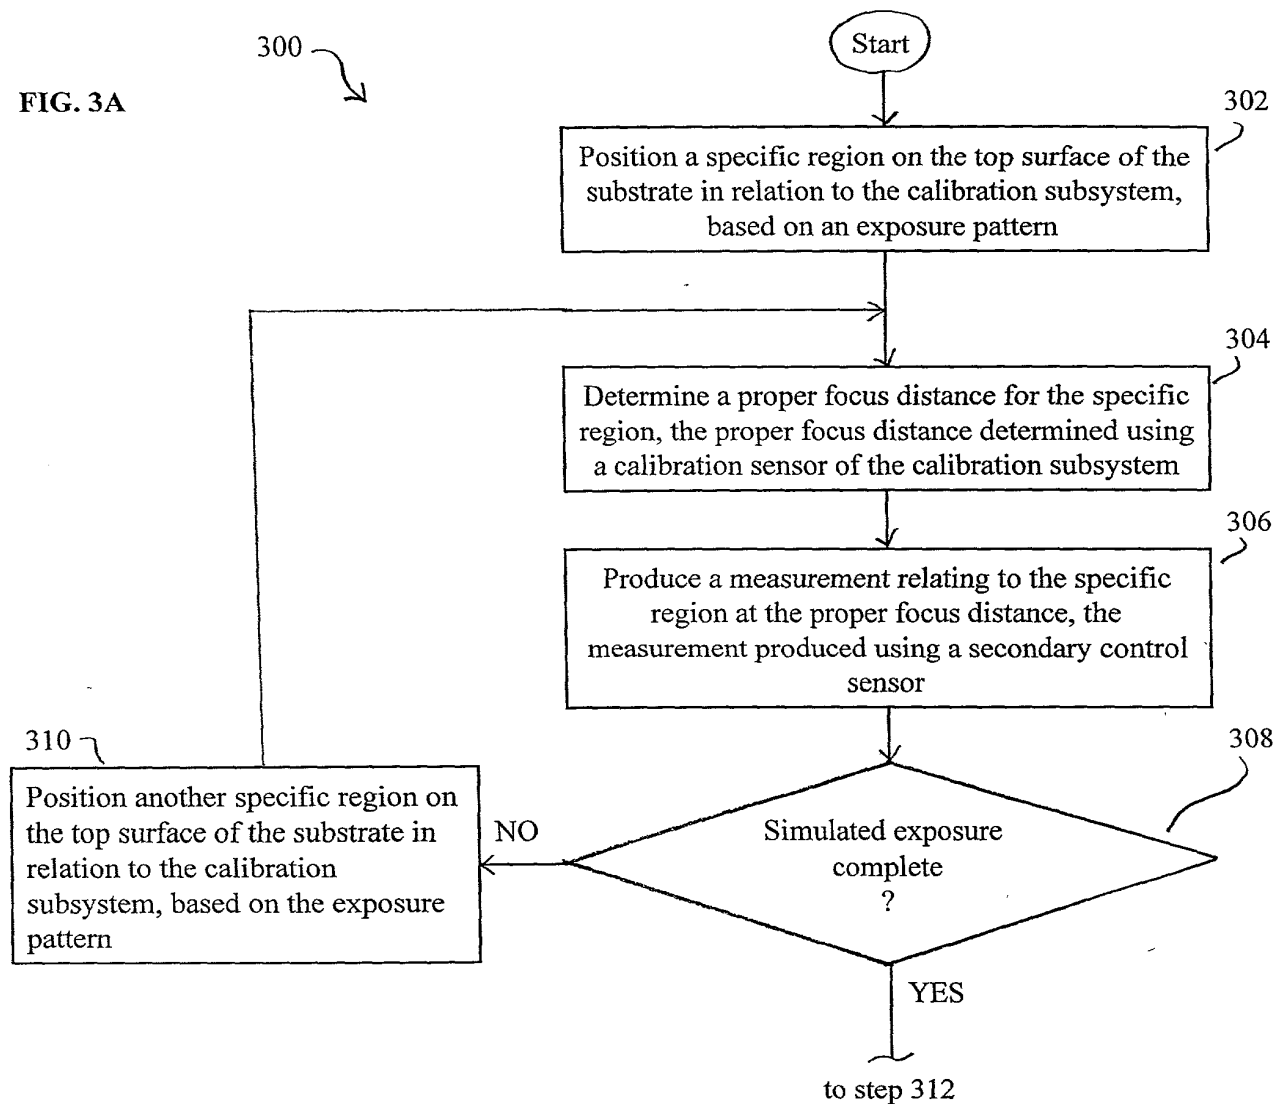 300
Start
FIG. 3A
302
Position a specific region on the top surface of the
substrate in relation to the calibration subsystem,
based on an exposure pattern
304
Determine a proper focus distance for the specific
region, the proper focus distance determined using
a calibration sensor of the calibration subsystem
306
Produce a measurement relating to the specific
region at the proper focus distance, the
measurement produced using a secondary control
sensor
308
Simulated exposure
complete
?
310
Position another specific region on
the top surface of the substrate in
relation to the calibration
subsystem, based on the exposure
pattern
NO
YES
to step 312